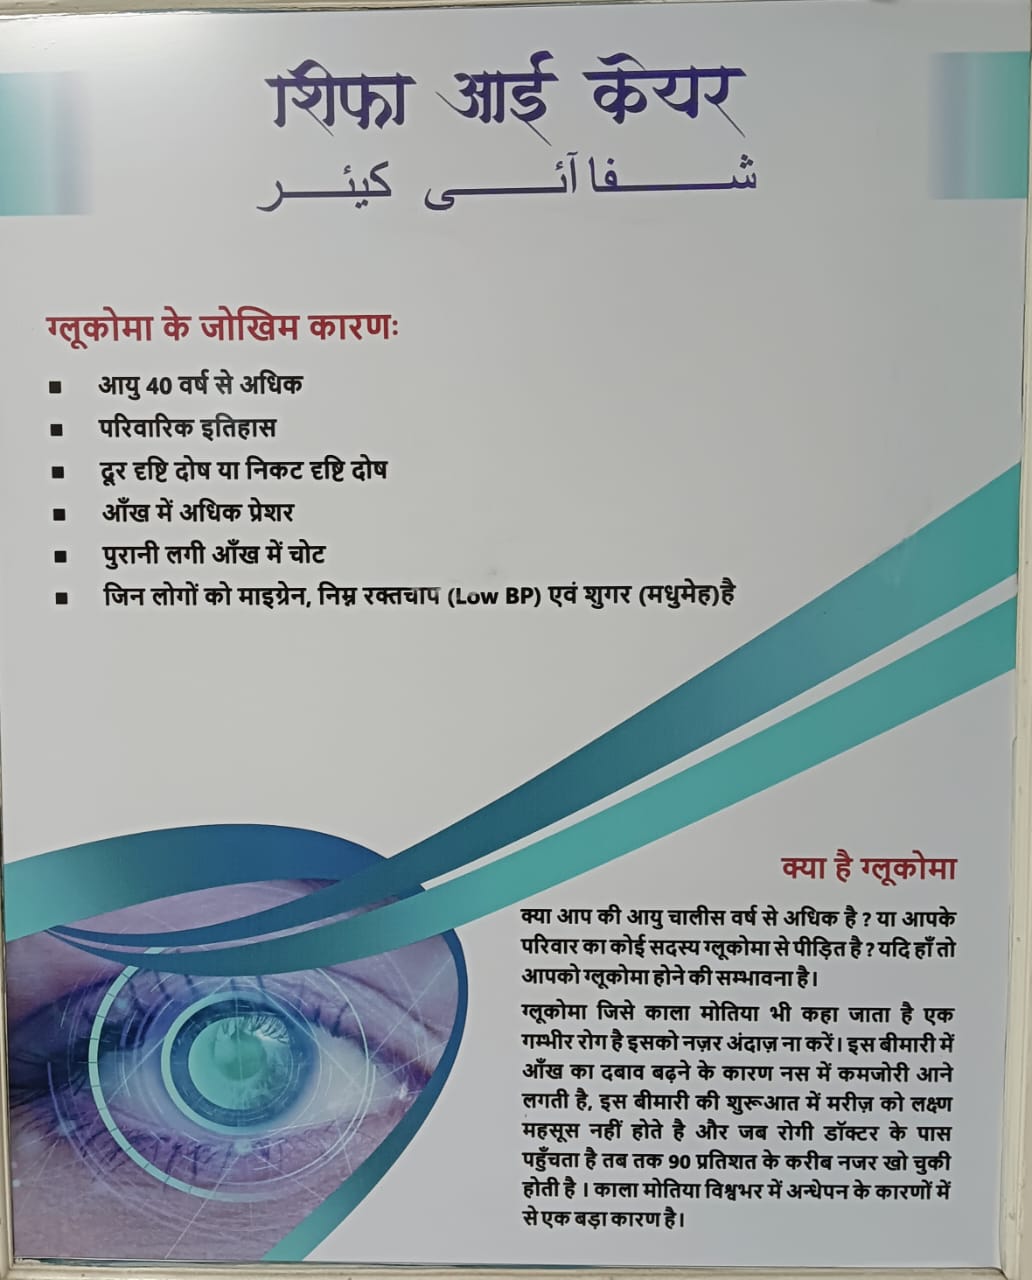 शिफा आई केयर
شفا آئی کیئر
ग्लूकोमा के जोखिम कारणः
▪ आयु 40 वर्ष से अधिक
▪ परिवारिक इतिहास
▪ दूर दृष्टि दोष या निकट दृष्टि दोष
▪ आँख में अधिक प्रेशर
▪ पुरानी लगी आँख में चोट
▪ जिन लोगों को माइग्रेन, निम्न रक्तचाप (Low BP) एवं शुगर (मधुमेह)है
क्या है ग्लूकोमा
क्या आप की आयु चालीस वर्ष से अधिक है ? या आपके
परिवार का कोई सदस्य ग्लूकोमा से पीड़ित है ? यदि हाँ तो
आपको ग्लूकोमा होने की सम्भावना है।
ग्लूकोमा जिसे काला मोतिया भी कहा जाता है एक
गम्भीर रोग है इसको नज़र अंदाज़ ना करें। इस बीमारी में
आँख का दबाव बढ़ने के कारण नस में कमजोरी आने
लगती है, इस बीमारी की शुरूआत में मरीज़ को लक्ष्ण
महसूस नहीं होते है और जब रोगी डॉक्टर के पास
पहुँचता है तब तक 90 प्रतिशत के करीब नजर खो चुकी
होती है । काला मोतिया विश्वभर में अन्धेपन के कारणों में
से एक बड़ा कारण है।